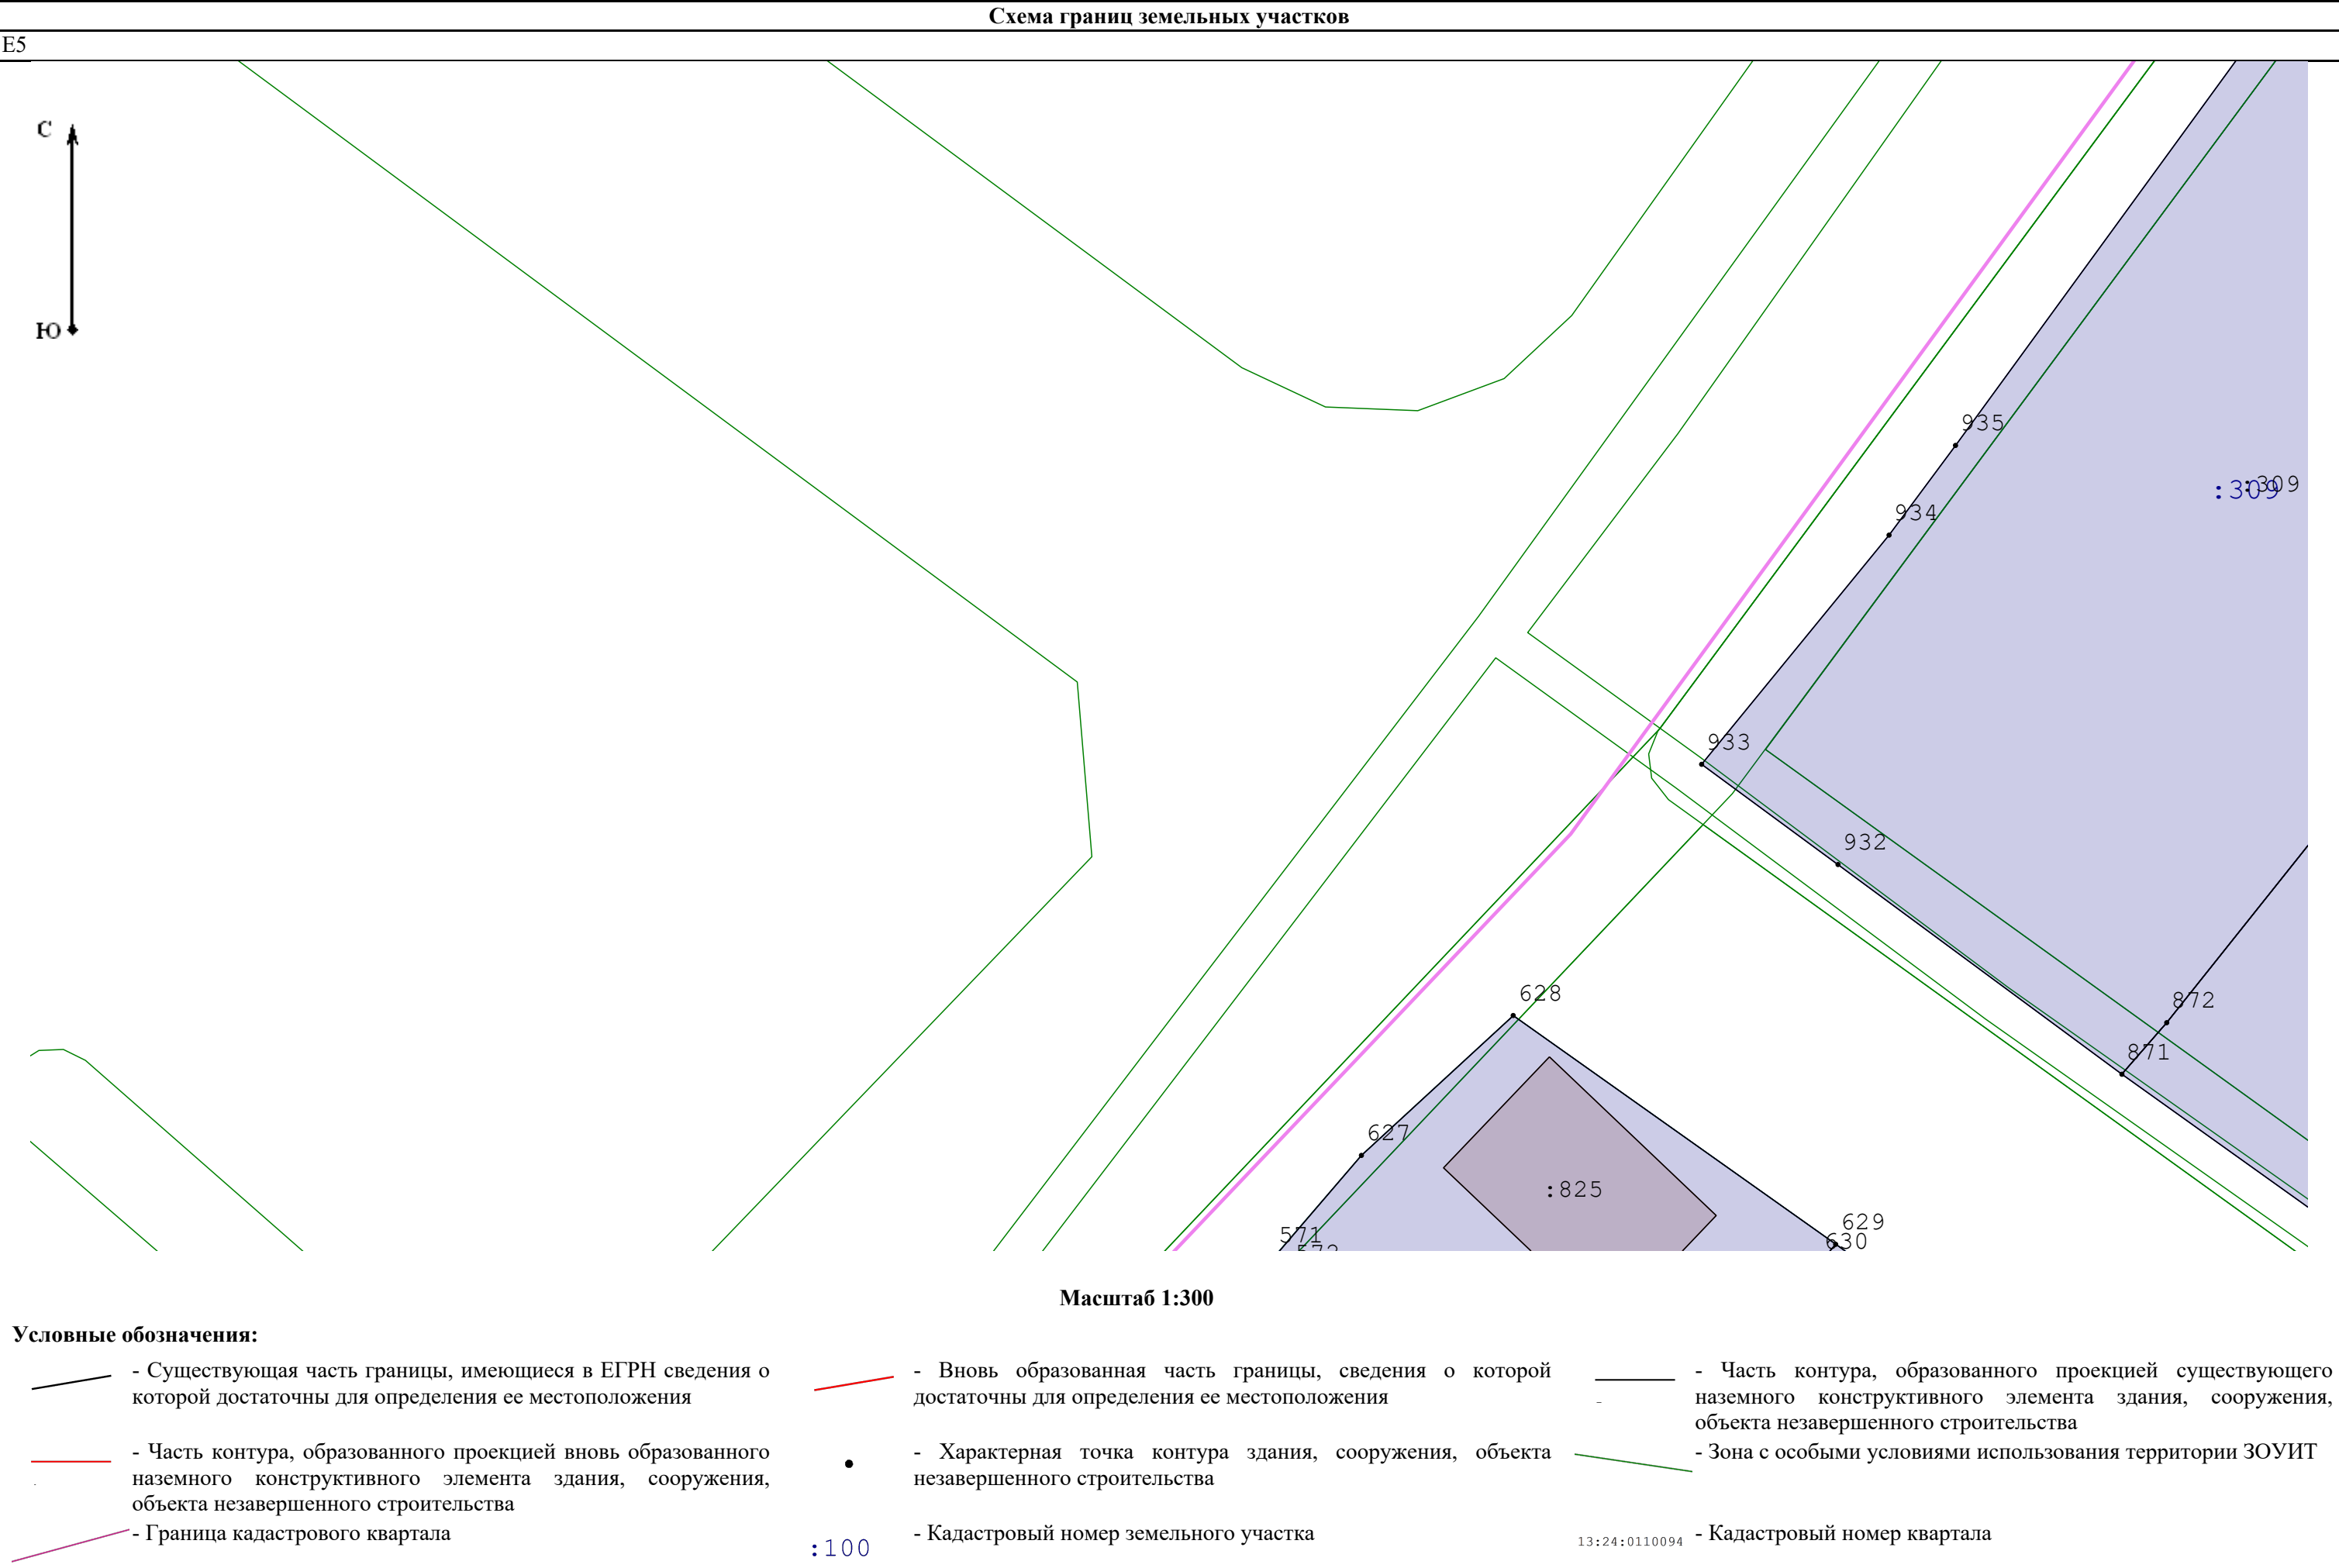 Схема границ земельных участков
Е5
С
Ю
935
:309
:309
934
933
932
872
871
628
627
:825
571
572
629
630
Масштаб 1:300
Условные обозначения:
- Существующая часть границы, имеющиеся в ЕГРН сведения о
которой достаточны для определения ее местоположения
- Вновь образованная часть границы, сведения о которой
достаточны для определения ее местоположения
- Часть контура, образованного проекцией существующего
наземного конструктивного элемента здания, сооружения,
объекта незавершенного строительства
- Часть контура, образованного проекцией вновь образованного
наземного конструктивного элемента здания, сооружения,
объекта незавершенного строительства
- Характерная точка контура здания, сооружения, объекта
незавершенного строительства
- Зона с особыми условиями использования территории ЗОУИТ
- Граница кадастрового квартала
:100
- Кадастровый номер земельного участка
13:24:0110094
- Кадастровый номер квартала